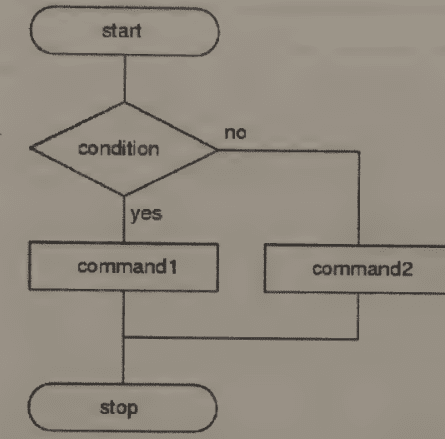 start
condition
no
yes
command1
command2
stop